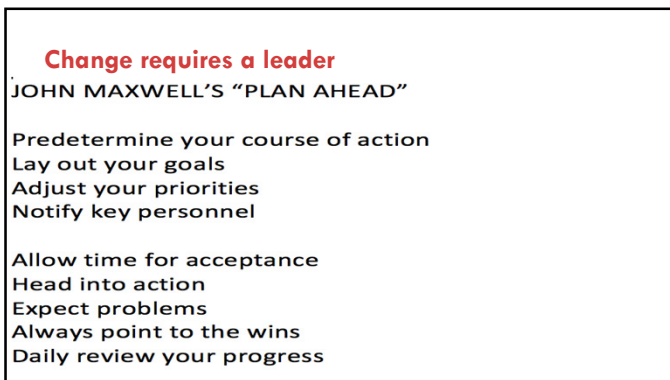 Change requires a leader
JOHN MAXWELL’S “PLAN AHEAD”
Predetermine your course of action
Lay out your goals
Adjust your priorities
Notify key personnel
Allow time for acceptance
Head into action
Expect problems
Always point to the wins
Daily review your progress